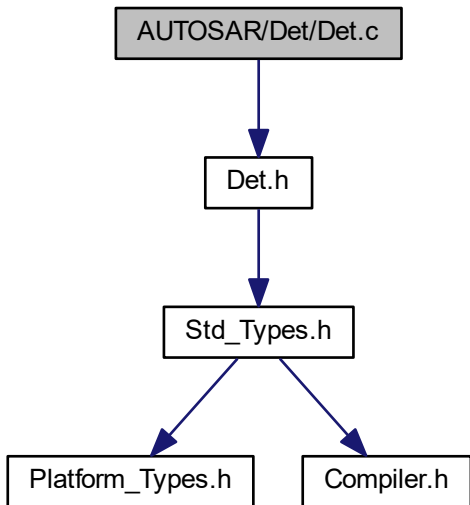 AUTOSAR/Det/Det.c
Det.h
Std_Types.h
Platform_Types.h
Compiler.h